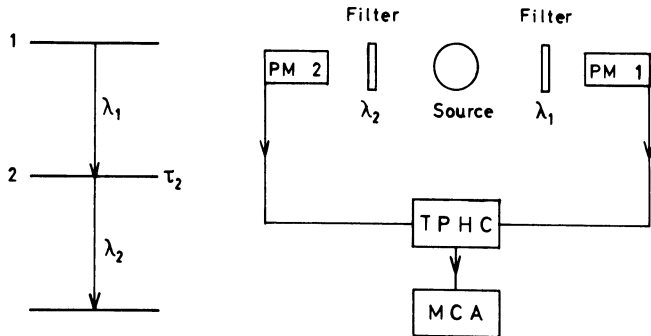 1
λ₁
2
τ₂
λ₂
Filter
Filter
PM 2
PM 1
λ₂
Source
λ₁
TPHC
MCA